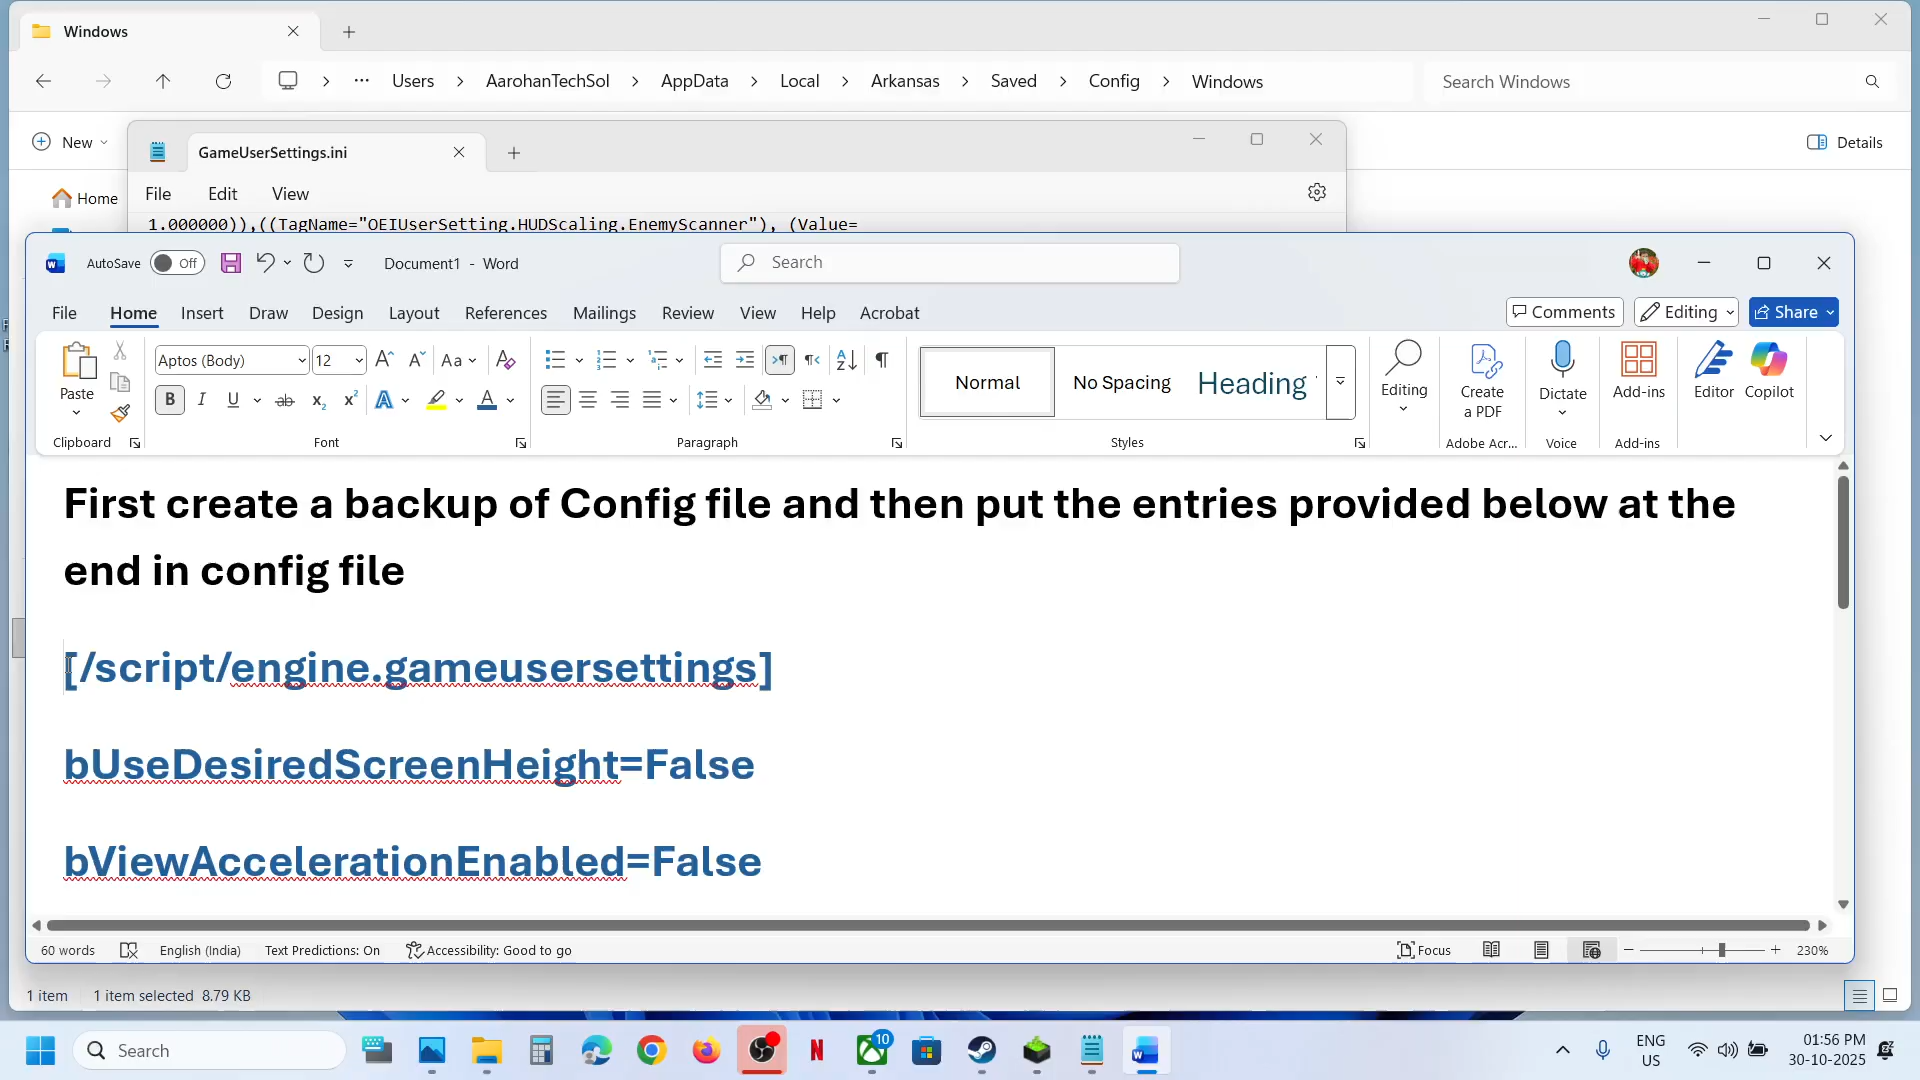 Windows
Users > AarohanTechSol > AppData > Local > Arkansas > Saved > Config > Windows
Search Windows
New
Details
GameUserSettings.ini
File Edit View
Home
1.000000)),((TagName="OEIUserSetting.HUDScaling.EnemyScanner"), (Value=
AutoSave Off
Document1 - Word
Search
File Home Insert Draw Design Layout References Mailings Review View Help Acrobat
Comments Editing Share
Paste
Aptos (Body) 12
Normal
No Spacing
Heading
Editing
Create a PDF
Dictate
Add-ins
Editor
Copilot
Clipboard
Font
Paragraph
Styles
Adobe Acr...
Voice
Add-ins
First create a backup of Config file and then put the entries provided below at the
end in config file
[/script/engine.gameusersettings]
bUseDesiredScreenHeight=False
bViewAccelerationEnabled=False
60 words English (India) Text Predictions: On Accessibility: Good to go
Focus
230%
1 item 1 item selected 8.79 KB
Search
10
ENG
US
01:56 PM
30-10-2025